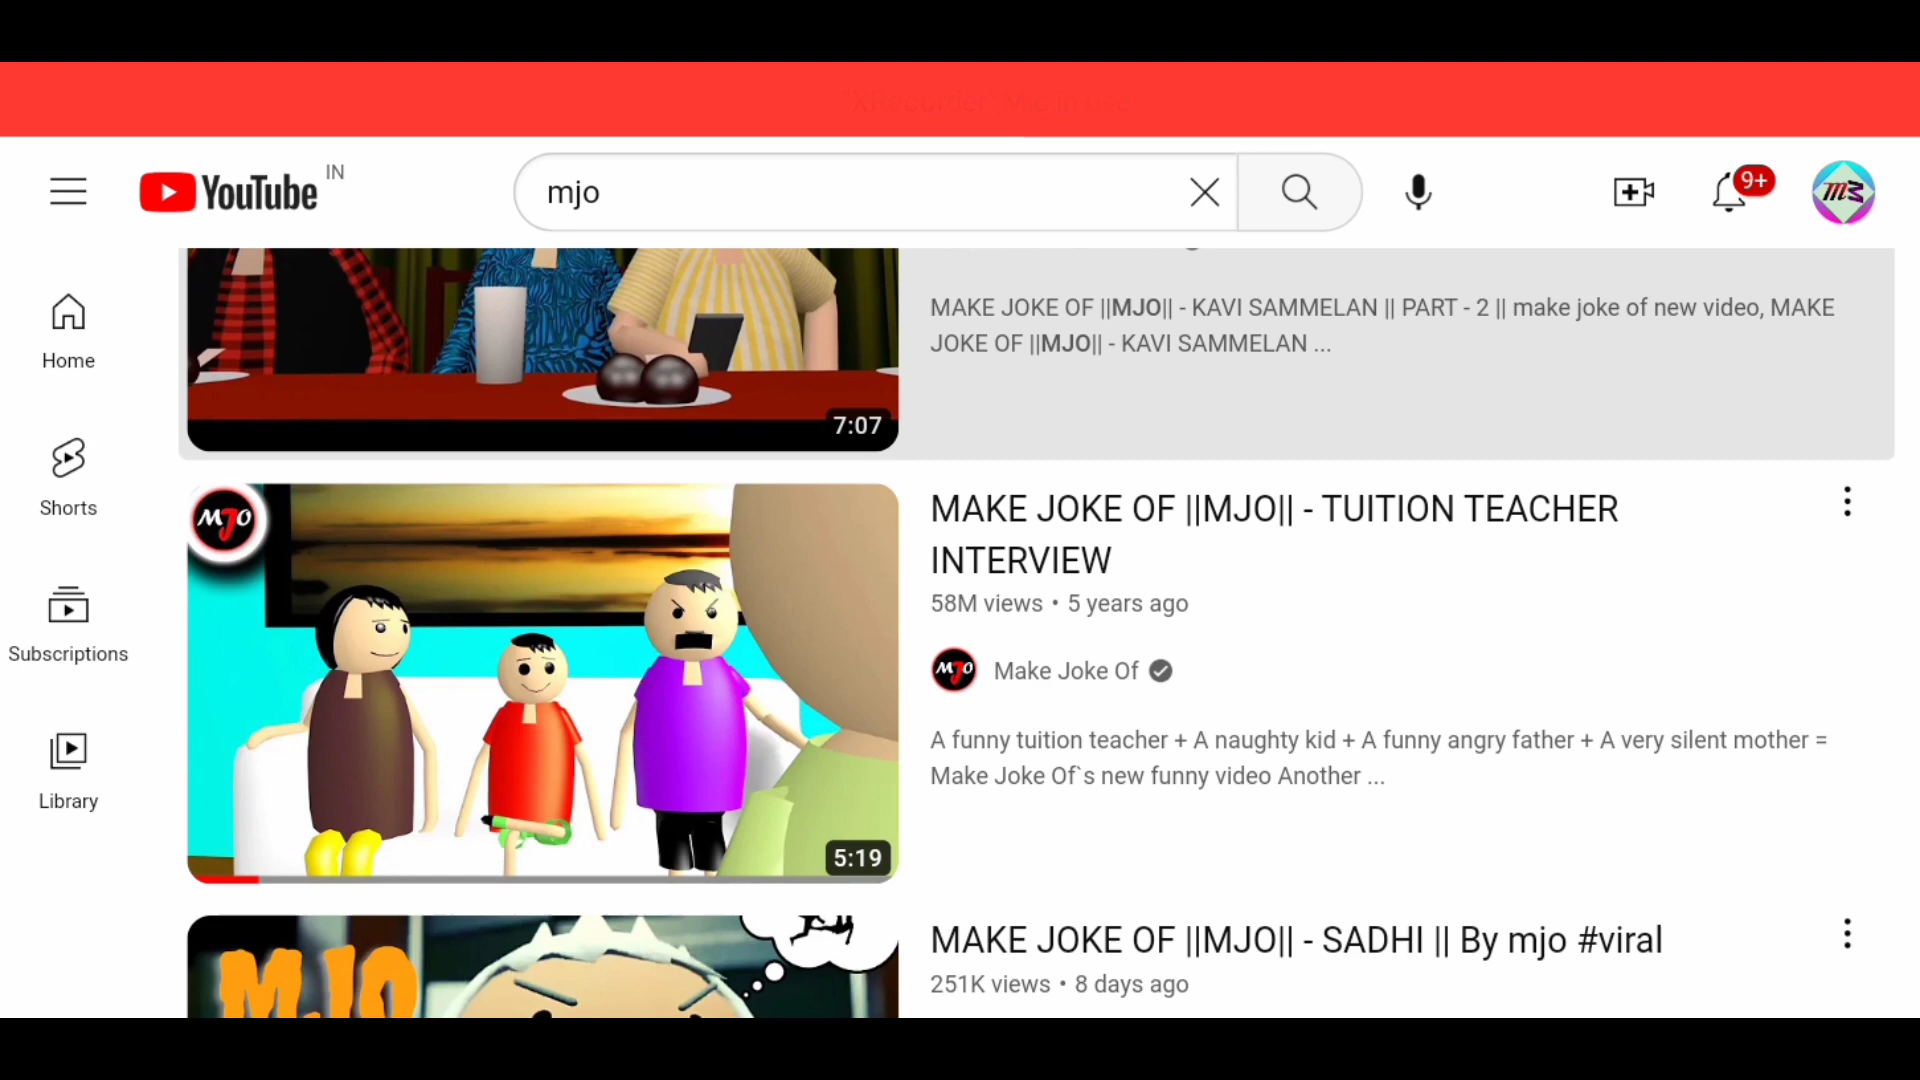 YouTube IN
mjo
9+
Home
Shorts
Subscriptions
Library
7:07
MAKE JOKE OF ||MJO|| - KAVI SAMMELAN || PART - 2 || make joke of new video, MAKE
JOKE OF ||MJO|| - KAVI SAMMELAN ...
MJO
5:19
MAKE JOKE OF ||MJO|| - TUITION TEACHER
INTERVIEW
58M views • 5 years ago
MJO Make Joke Of
A funny tuition teacher + A naughty kid + A funny angry father + A very silent mother =
Make Joke Of`s new funny video Another ...
MJO
MAKE JOKE OF ||MJO|| - SADHI || By mjo #viral
251K views • 8 days ago